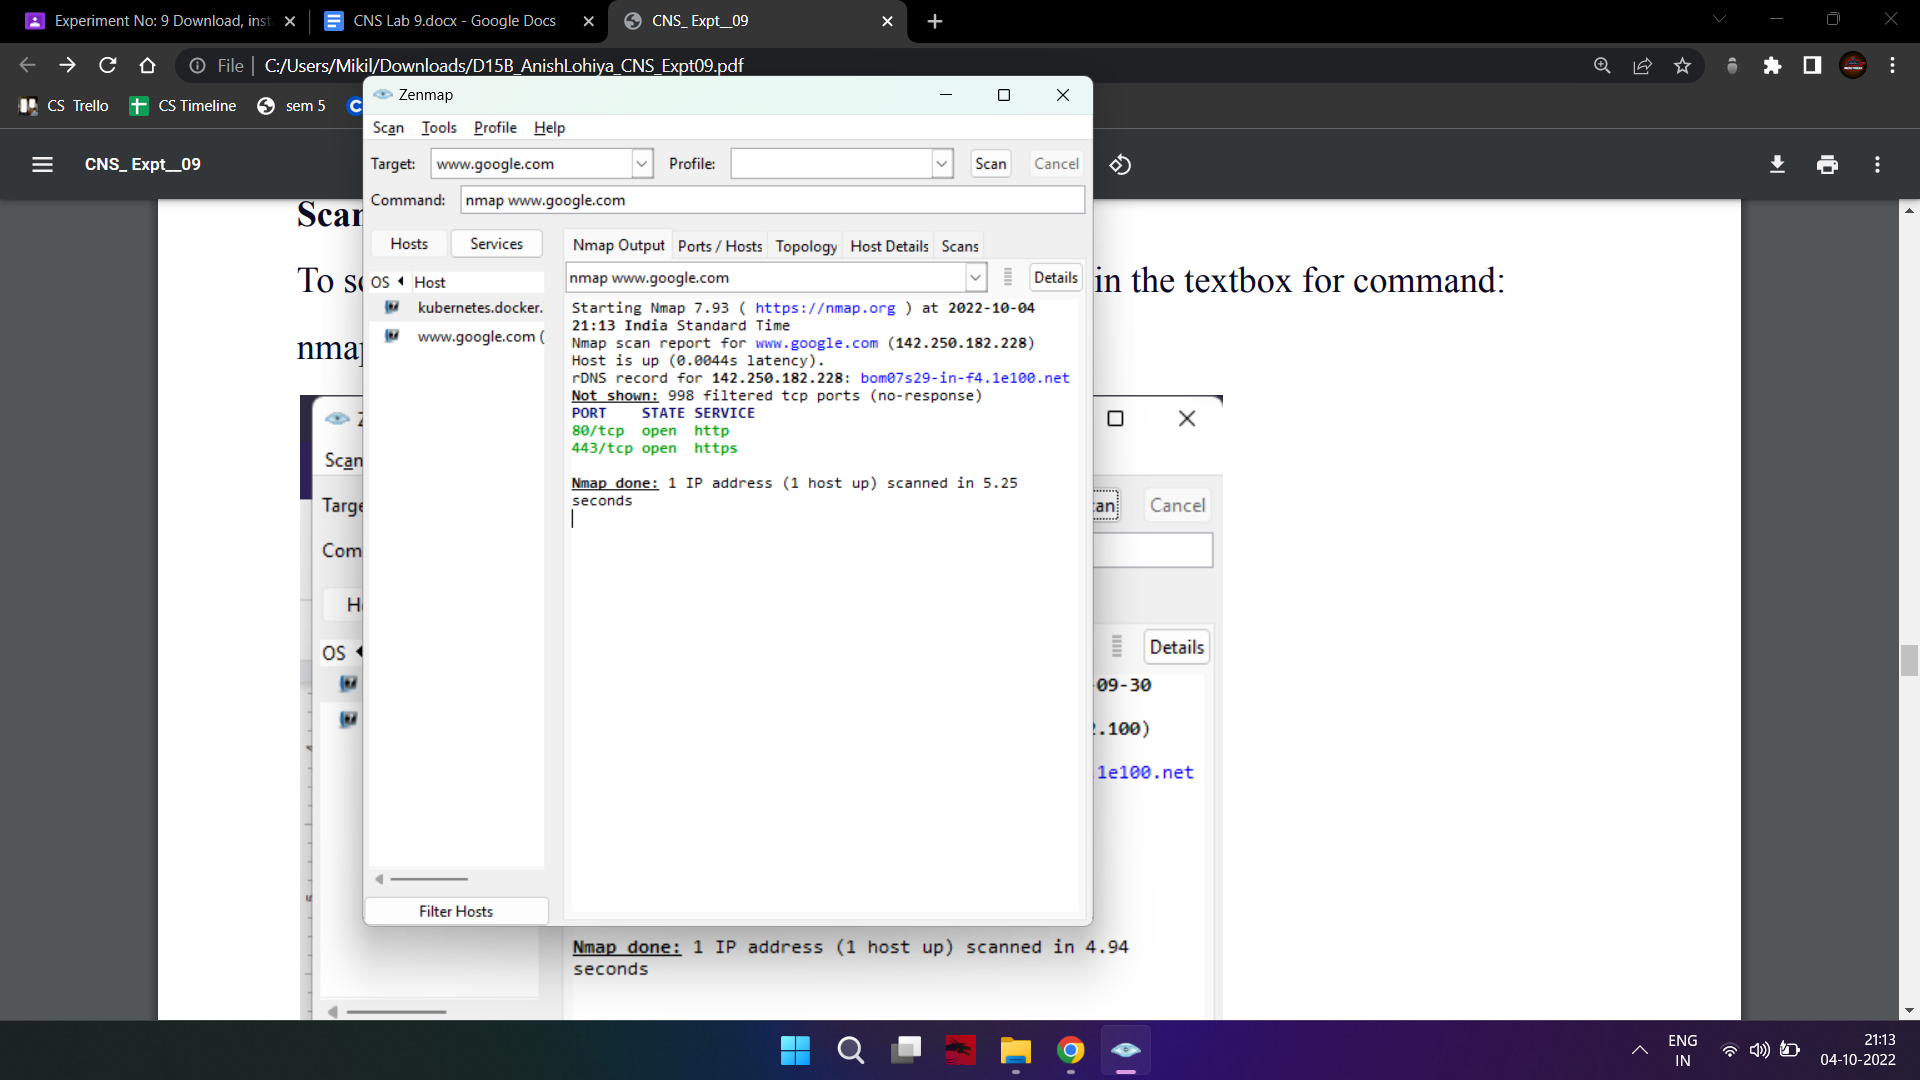 Experiment No: 9 Download, inst
CNS Lab 9.docx - Google Docs
CNS_ Expt__09
File
C:/Users/Mikil/Downloads/D15B_AnishLohiya_CNS_Expt09.pdf
CS Trello
CS Timeline
sem 5
CNS_ Expt__09
Zenmap
Scan Tools Profile Help
Target: www.google.com Profile: Scan Cancel
Command: nmap www.google.com
Hosts Services
OS Host
kubernetes.docker.
www.google.com (
Filter Hosts
Nmap Output Ports / Hosts Topology Host Details Scans
nmap www.google.com Details
Starting Nmap 7.93 ( https://nmap.org ) at 2022-10-04
21:13 India Standard Time
Nmap scan report for www.google.com (142.250.182.228)
Host is up (0.0044s latency).
rDNS record for 142.250.182.228: bom07s29-in-f4.1e100.net
Not shown: 998 filtered tcp ports (no-response)
PORT STATE SERVICE
80/tcp open http
443/tcp open https
Nmap done: 1 IP address (1 host up) scanned in 5.25
seconds
To
in the textbox for command:
Scan
Cancel
OS
Details
-09-30
.100)
1e100.net
Nmap done: 1 IP address (1 host up) scanned in 4.94
seconds
ENG
IN
21:13
04-10-2022